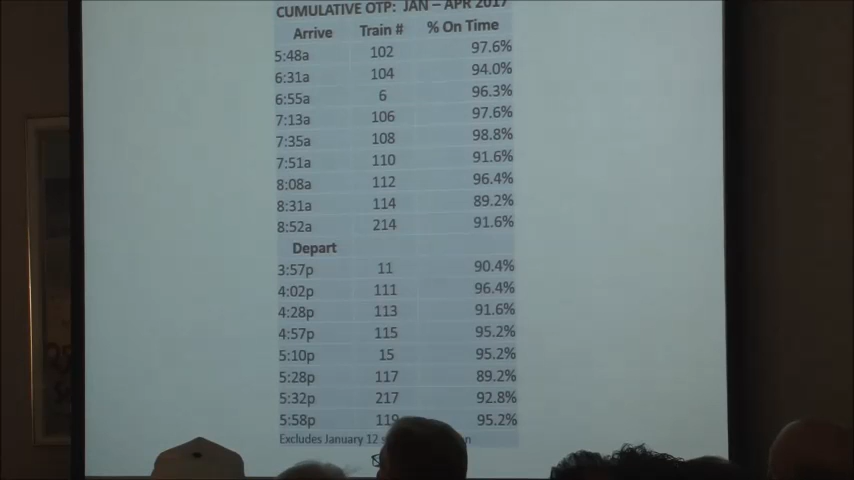 CUMULATIVE OTP: JAN – APR 2017
Arrive Train # % On Time
5:48a 102 97.6%
6:31a 104 94.0%
6:55a 6 96.3%
7:13a 106 97.6%
7:35a 108 98.8%
7:51a 110 91.6%
8:08a 112 96.4%
8:31a 114 89.2%
8:52a 214 91.6%
Depart
3:57p 11 90.4%
4:02p 111 96.4%
4:28p 113 91.6%
4:57p 115 95.2%
5:10p 15 95.2%
5:28p 117 89.2%
5:32p 217 92.8%
5:58p 119 95.2%
Excludes January 12